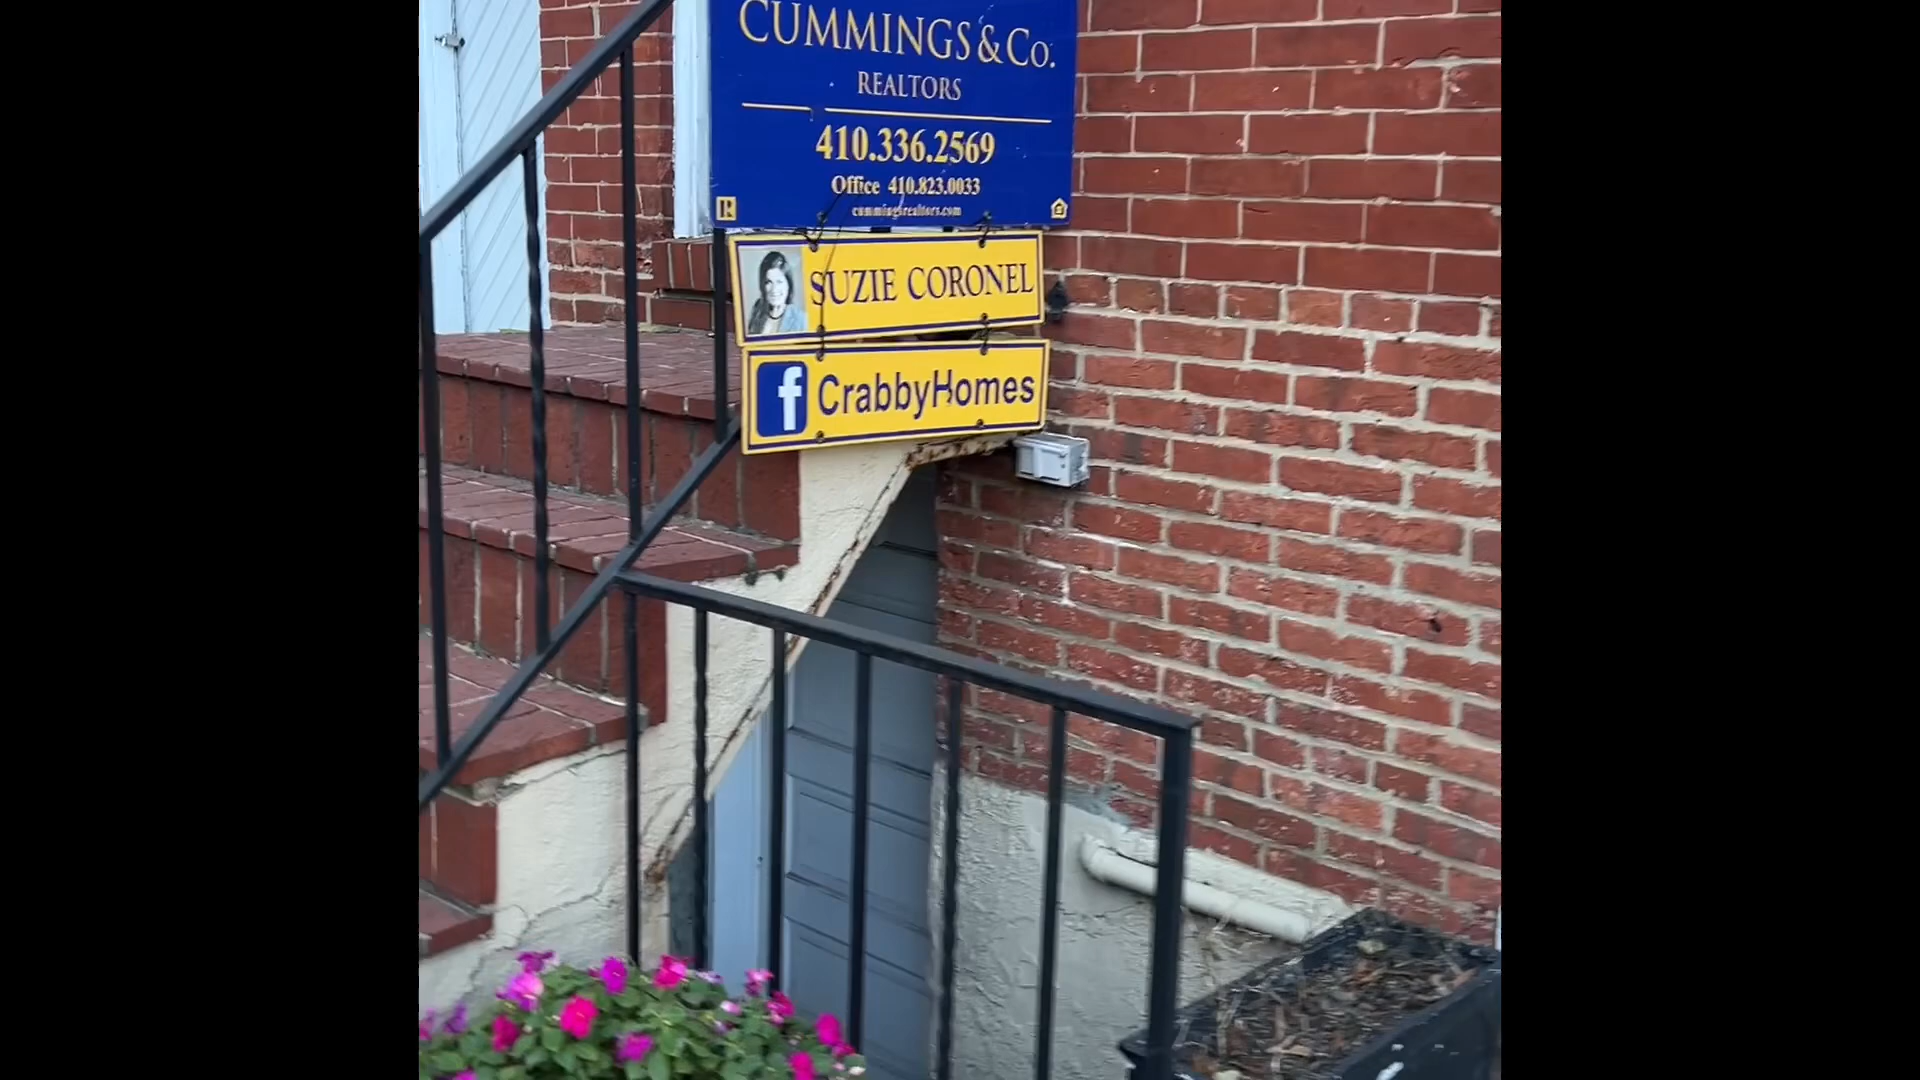 CUMMINGS & CO.
REALTORS
410.336.2569
Office 410.823.0033
cummingsrealtors.com
SUZIE CORONEL
f CrabbyHomes